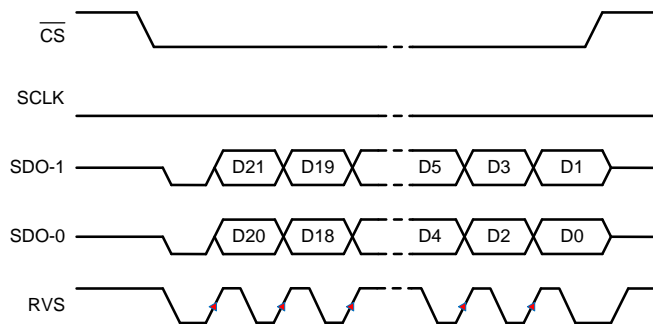 CS
SCLK
SDO-1 D21 D19 D5 D3 D1
SDO-0 D20 D18 D4 D2 D0
RVS